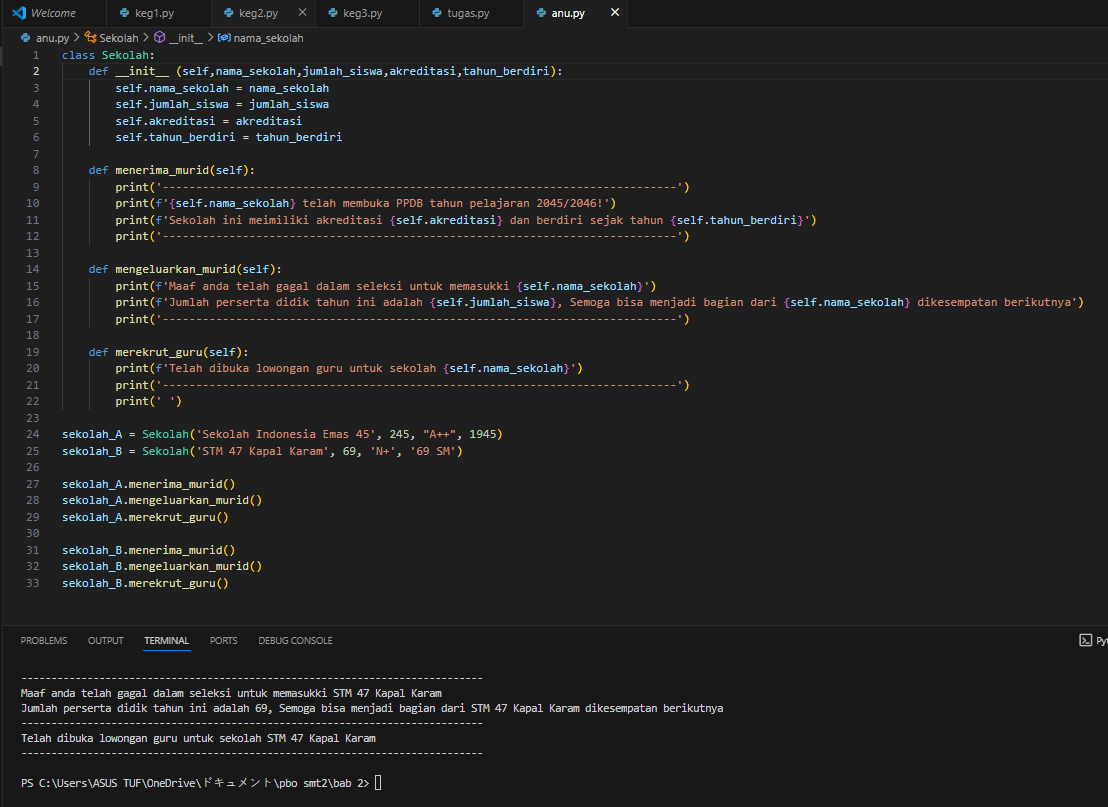 Welcome keg1.py keg2.py × keg3.py tugas.py anu.py ×
anu.py > Sekolah > __init__ > nama_sekolah
1 class Sekolah:
2 def __init__ (self,nama_sekolah,jumlah_siswa,akreditasi,tahun_berdiri):
3 self.nama_sekolah = nama_sekolah
4 self.jumlah_siswa = jumlah_siswa
5 self.akreditasi = akreditasi
6 self.tahun_berdiri = tahun_berdiri
7
8 def menerima_murid(self):
9 print('-----------------------------------------------------------------------------')
10 print(f'{self.nama_sekolah} telah membuka PPDB tahun pelajaran 2045/2046!')
11 print(f'Sekolah ini meimiliki akreditasi {self.akreditasi} dan berdiri sejak tahun {self.tahun_berdiri}')
12 print('-----------------------------------------------------------------------------')
13
14 def mengeluarkan_murid(self):
15 print(f'Maaf anda telah gagal dalam seleksi untuk memasukki {self.nama_sekolah}')
16 print(f'Jumlah perserta didik tahun ini adalah {self.jumlah_siswa}, Semoga bisa menjadi bagian dari {self.nama_sekolah} dikesempatan berikutnya')
17 print('-----------------------------------------------------------------------------')
18
19 def merekrut_guru(self):
20 print(f'Telah dibuka lowongan guru untuk sekolah {self.nama_sekolah}')
21 print('-----------------------------------------------------------------------------')
22 print(' ')
23
24 sekolah_A = Sekolah('Sekolah Indonesia Emas 45', 245, "A++", 1945)
25 sekolah_B = Sekolah('STM 47 Kapal Karam', 69, 'N+', '69 SM')
26
27 sekolah_A.menerima_murid()
28 sekolah_A.mengeluarkan_murid()
29 sekolah_A.merekrut_guru()
30
31 sekolah_B.menerima_murid()
32 sekolah_B.mengeluarkan_murid()
33 sekolah_B.merekrut_guru()
PROBLEMS OUTPUT TERMINAL PORTS DEBUG CONSOLE Pyt
-----------------------------------------------------------------------------
Maaf anda telah gagal dalam seleksi untuk memasukki STM 47 Kapal Karam
Jumlah perserta didik tahun ini adalah 69, Semoga bisa menjadi bagian dari STM 47 Kapal Karam dikesempatan berikutnya
-----------------------------------------------------------------------------
Telah dibuka lowongan guru untuk sekolah STM 47 Kapal Karam
-----------------------------------------------------------------------------
PS C:\Users\ASUS TUF\OneDrive\ドキュメント\pbo smt2\bab 2>